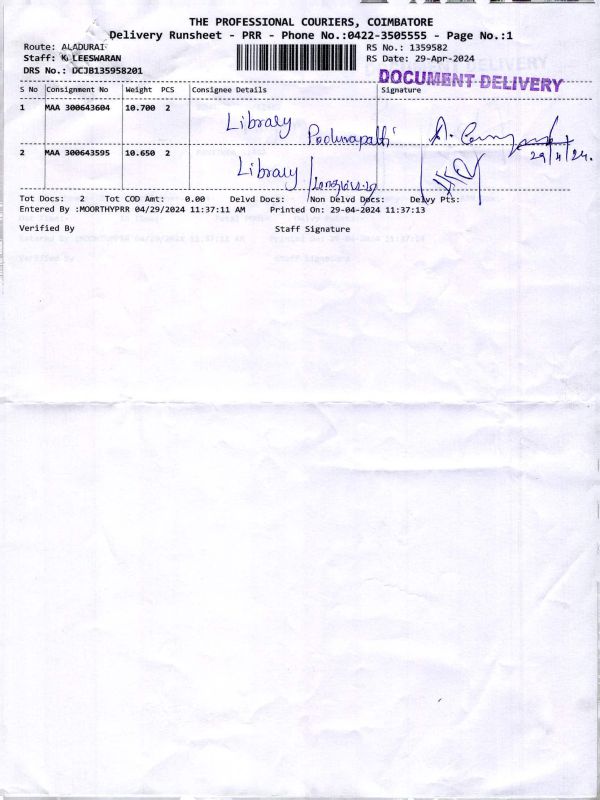 THE PROFESSIONAL COURIERS, COIMBATORE
Delivery Runsheet - PRR - Phone No.:0422-3505555 - Page No.:1
Route: ALADURAI RS No.: 1359582
Staff: K LEESWARAN RS Date: 29-Apr-2024
DRS No.: DCJB135958201
DOCUMENT DELIVERY
S No Consignment No Weight PCS Consignee Details Signature
1 MAA 300643604 10.700 2 Library
29/4/24.
2 MAA 300643595 10.650 2 Library
Tot Docs: 2 Tot COD Amt: 0.00 Delvd Docs: Non Delvd Docs: Delvy Pts:
Entered By :MOORTHYPRR 04/29/2024 11:37:11 AM Printed On: 29-04-2024 11:37:13
Verified By Staff Signature